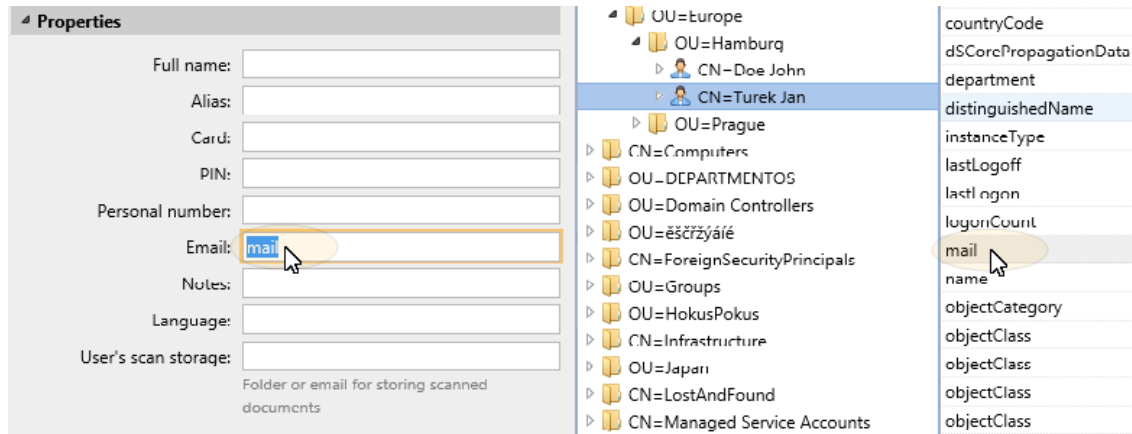 Properties
Full name:
Alias:
Card:
PIN:
Personal number:
Email: mail
Notes:
Language:
User's scan storage:
Folder or email for storing scanned
documents
OU=Europe
OU=Hamburg
CN=Doe John
CN=Turek Jan
OU=Prague
CN=Computers
OU=DEPARTMENTOS
OU=Domain Controllers
OU=ěščřžýáíé
CN=ForeignSecurityPrincipals
OU=Groups
OU=HokusPokus
CN=Infrastructure
OU=Japan
CN=LostAndFound
CN=Managed Service Accounts
countryCode
dSCorePropagationData
department
distinguishedName
instanceType
lastLogoff
lastLogon
logonCount
mail
name
objectCategory
objectClass
objectClass
objectClass
objectClass